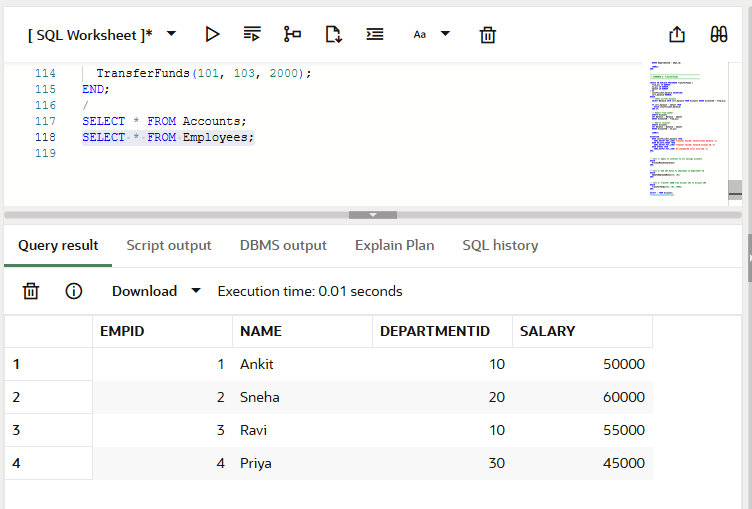 [ SQL Worksheet ]* Aa
114 TransferFunds(101, 103, 2000);
115 END;
116 /
117 SELECT * FROM Accounts;
118 SELECT * FROM Employees;
119
Query result Script output DBMS output Explain Plan SQL history
Download Execution time: 0.01 seconds
EMPID NAME DEPARTMENTID SALARY
1 1 Ankit 10 50000
2 2 Sneha 20 60000
3 3 Ravi 10 55000
4 4 Priya 30 45000